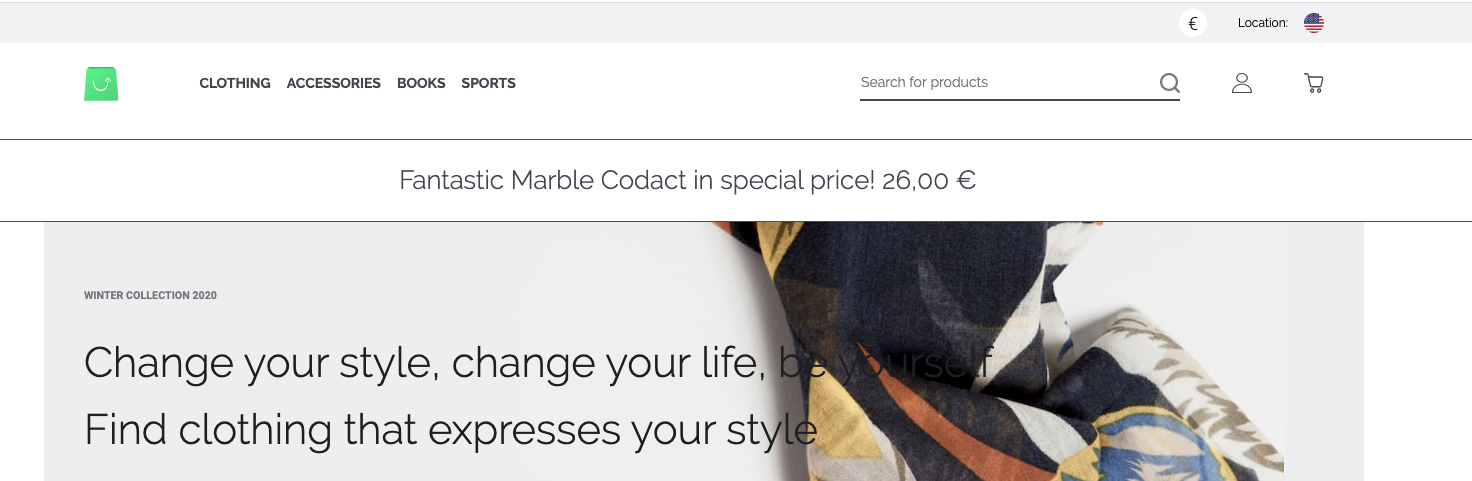 € Location:
CLOTHING ACCESSORIES BOOKS SPORTS Search for products
Fantastic Marble Codact in special price! 26,00 €
WINTER COLLECTION 2020
Change your style, change your life, be yourself
Find clothing that expresses your style